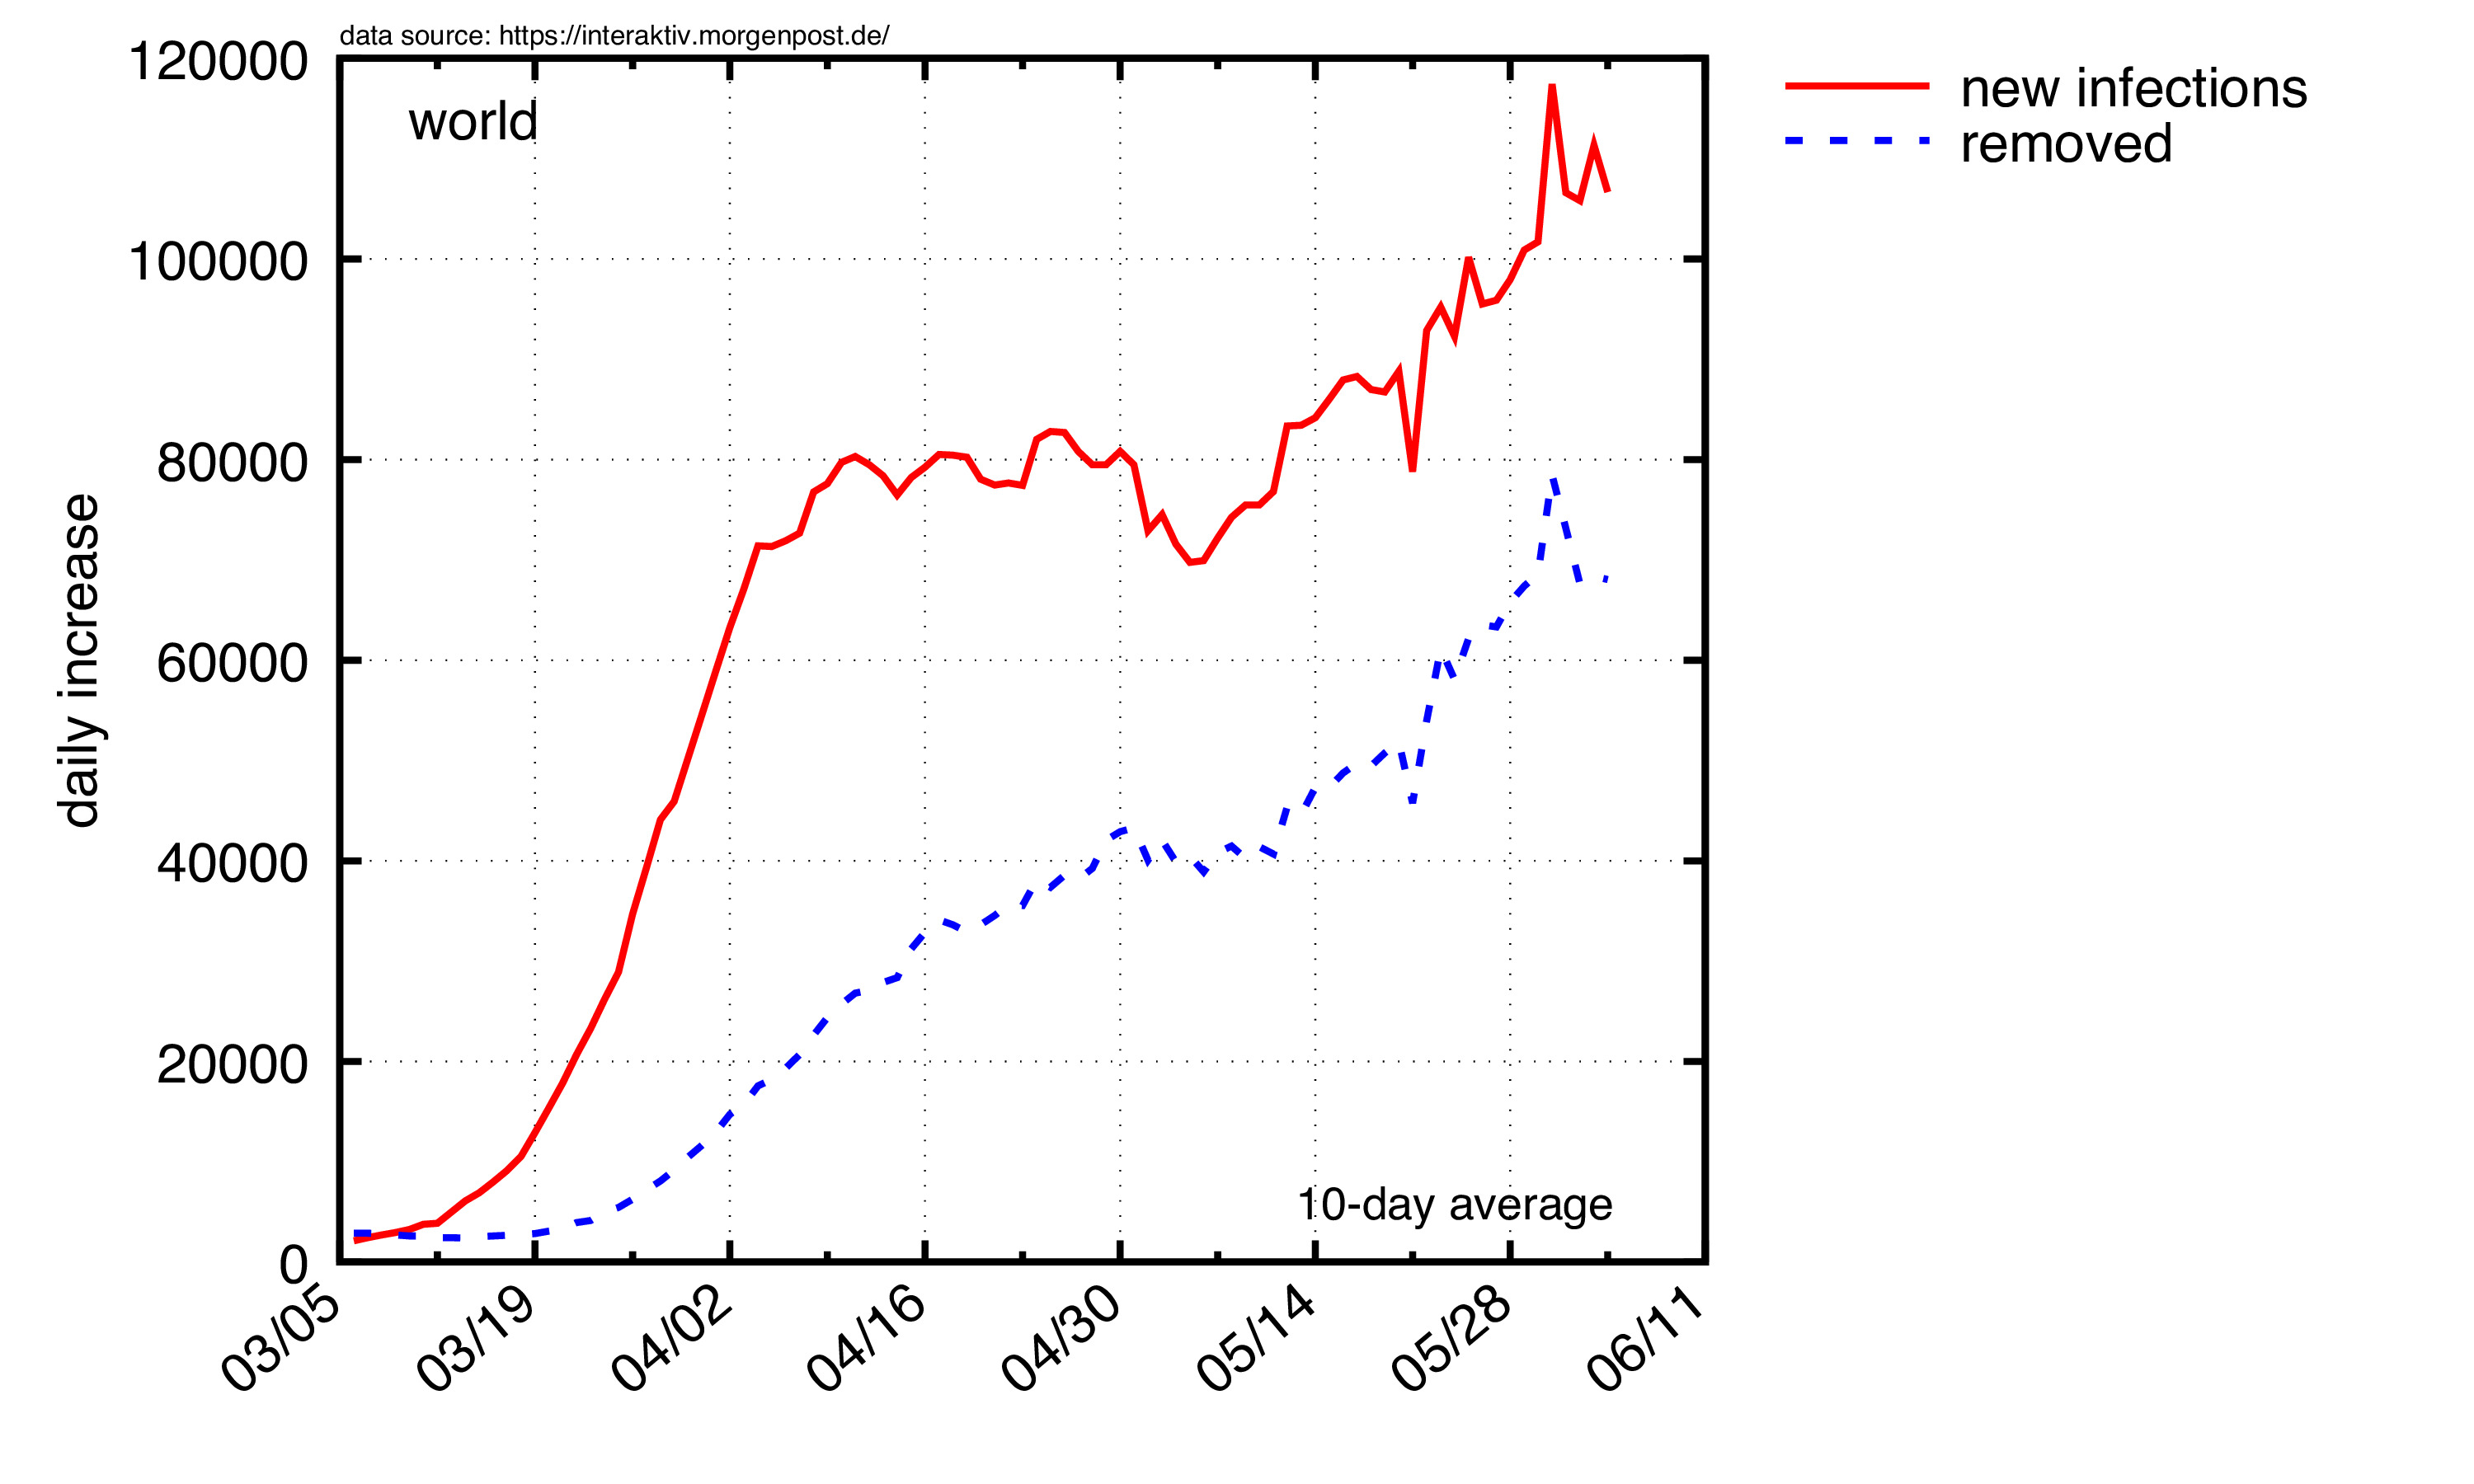 data source: https://interaktiv.morgenpost.de/
120000
100000
80000
60000
40000
20000
0
daily increase
world
10-day average
03/05
03/19
04/02
04/16
04/30
05/14
05/28
06/11
new infections
removed